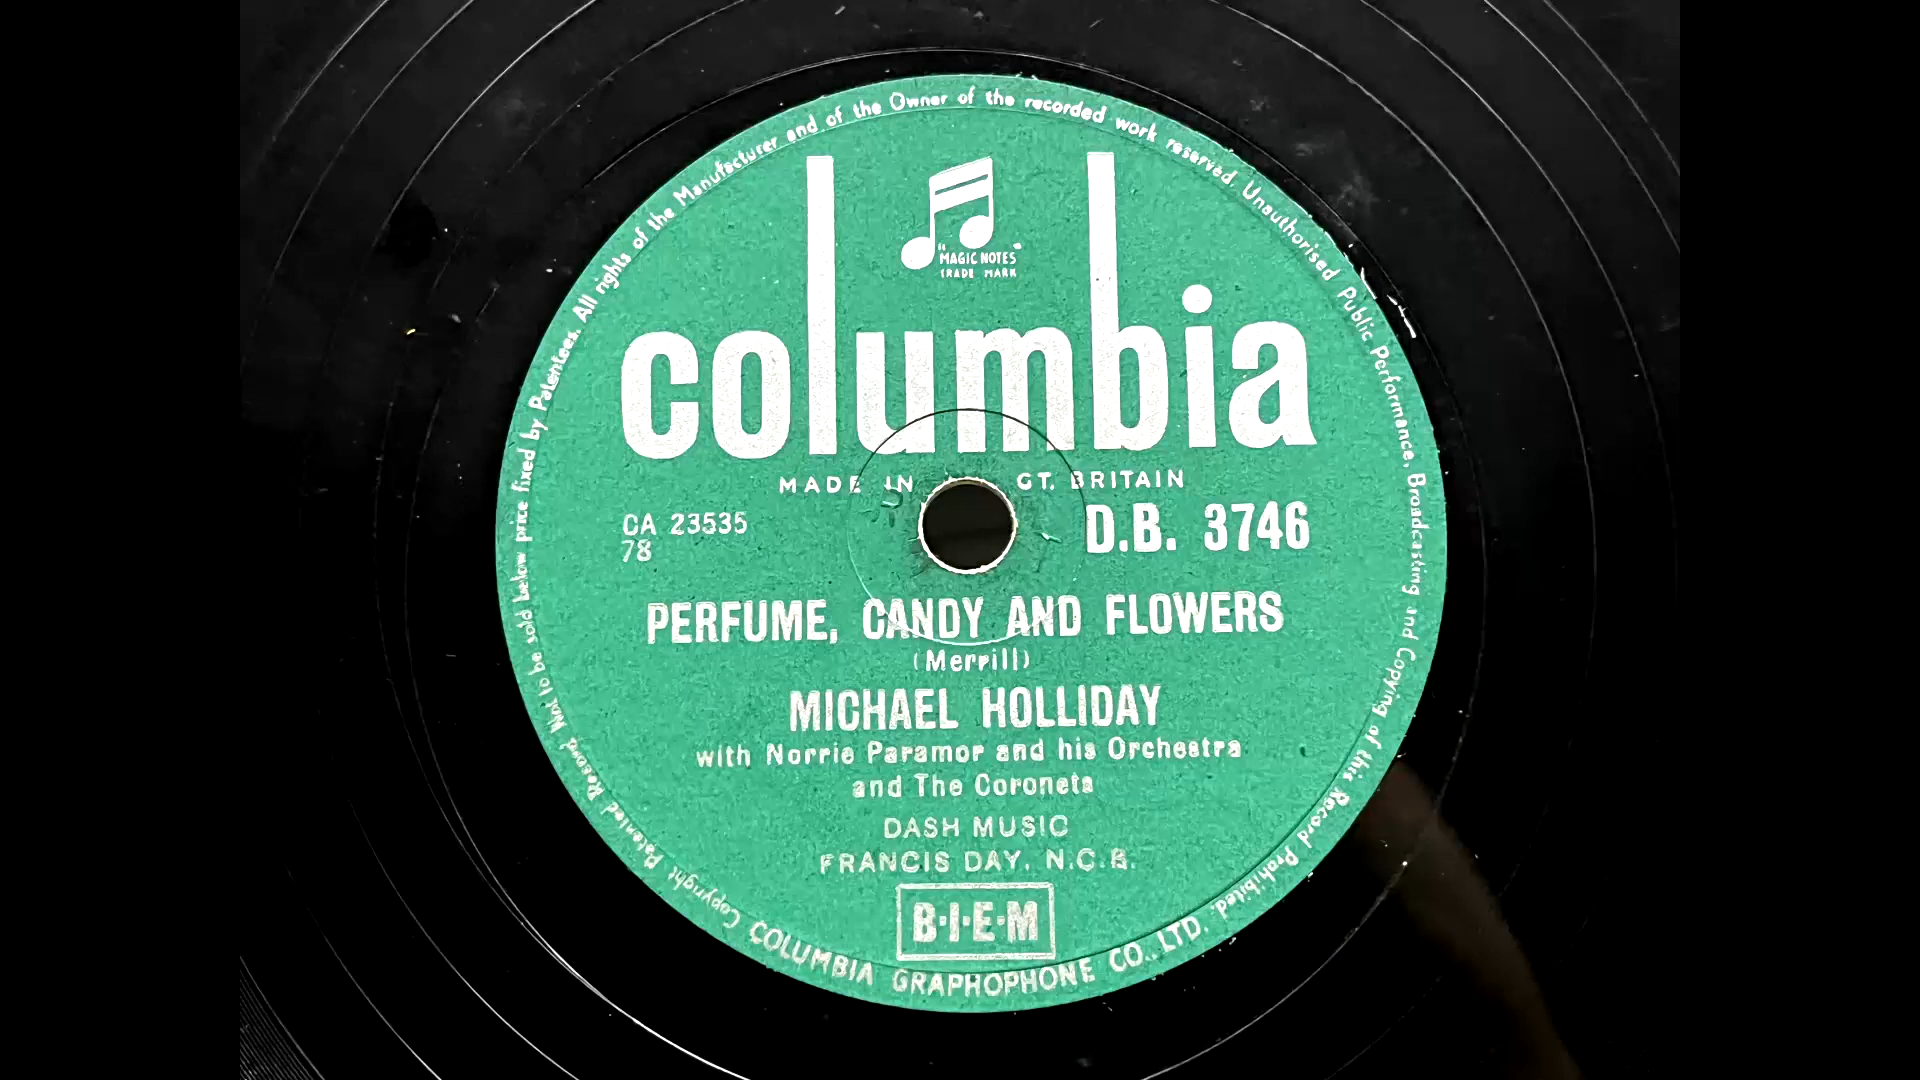 "MAGIC NOTES"
TRADE MARK
columbia
MADE IN GT. BRITAIN
CA 23535
78
D.B. 3746
PERFUME, CANDY AND FLOWERS
(Merrill)
MICHAEL HOLLIDAY
with Norrie Paramor and his Orchestra
and The Coronets
DASH MUSIC
FRANCIS DAY, N.C.B.
B·I·E·M
COLUMBIA GRAPHOPHONE CO., LTD.
Copyright Patented Record Not to be sold below price fixed by Patentees. All rights of the Manufacturer and of the Owner of the recorded work reserved. Unauthorised Public Performance, Broadcasting and Copying of this Record Prohibited.